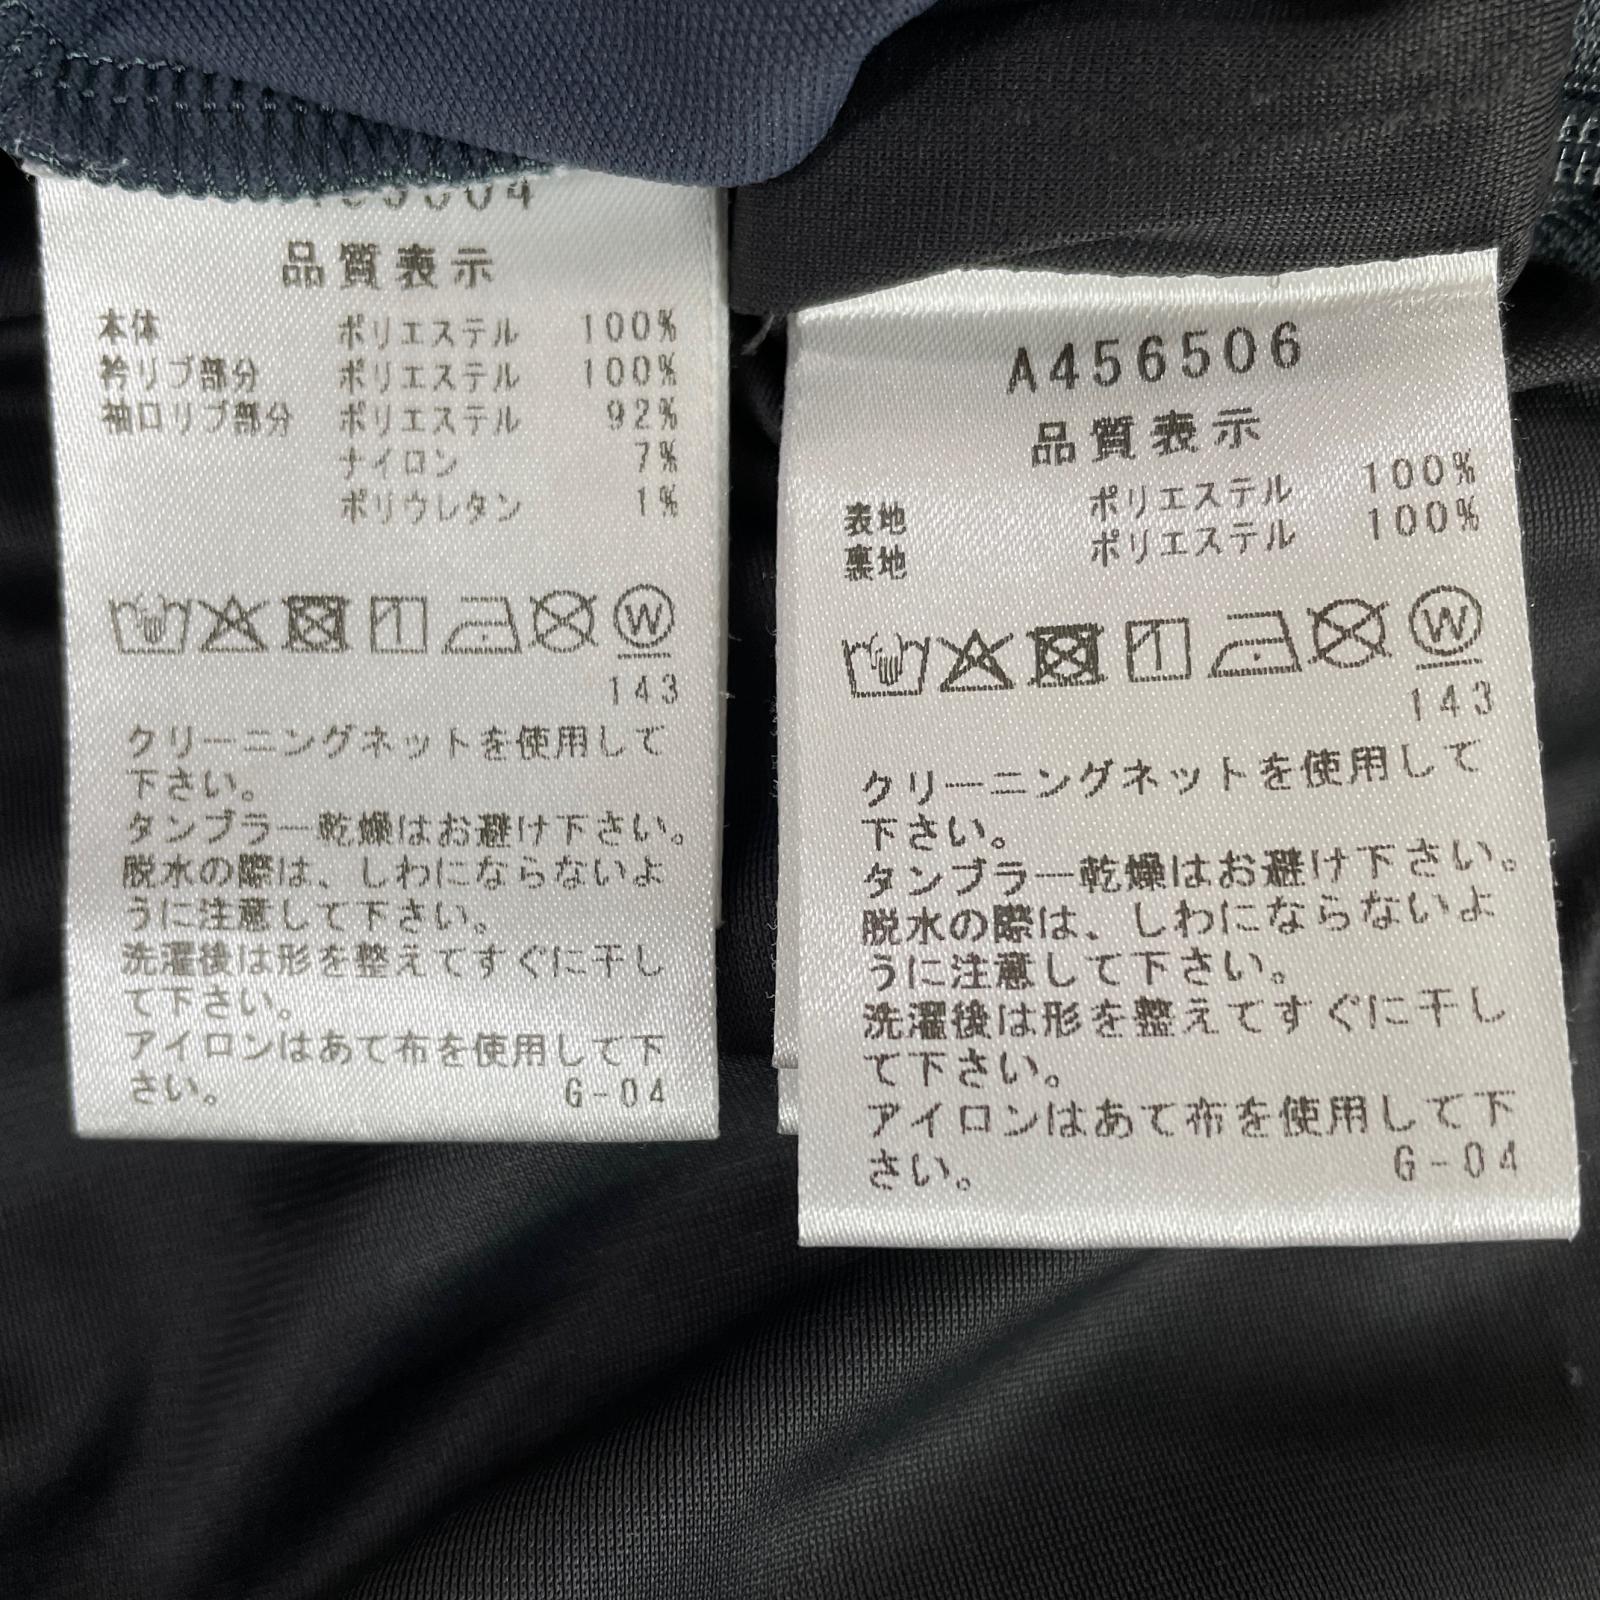 品質表示
本体 ポリエステル 100%
衿リブ部分 ポリエステル 100%
袖口リブ部分 ポリエステル 92%
ナイロン 7%
ポリウレタン 1%
W
143
クリーニングネットを使用して
下さい。
タンブラー乾燥はお避け下さい。
脱水の際は、しわにならないよ
うに注意して下さい。
洗濯後は形を整えてすぐに干し
て下さい。
アイロンはあて布を使用して下
さい。 G-04
A456506
品質表示
表地 ポリエステル 100%
裏地 ポリエステル 100%
W
143
クリーニングネットを使用して
下さい。
タンブラー乾燥はお避け下さい。
脱水の際は、しわにならないよ
うに注意して下さい。
洗濯後は形を整えてすぐに干し
て下さい。
アイロンはあて布を使用して下
さい。 G-04